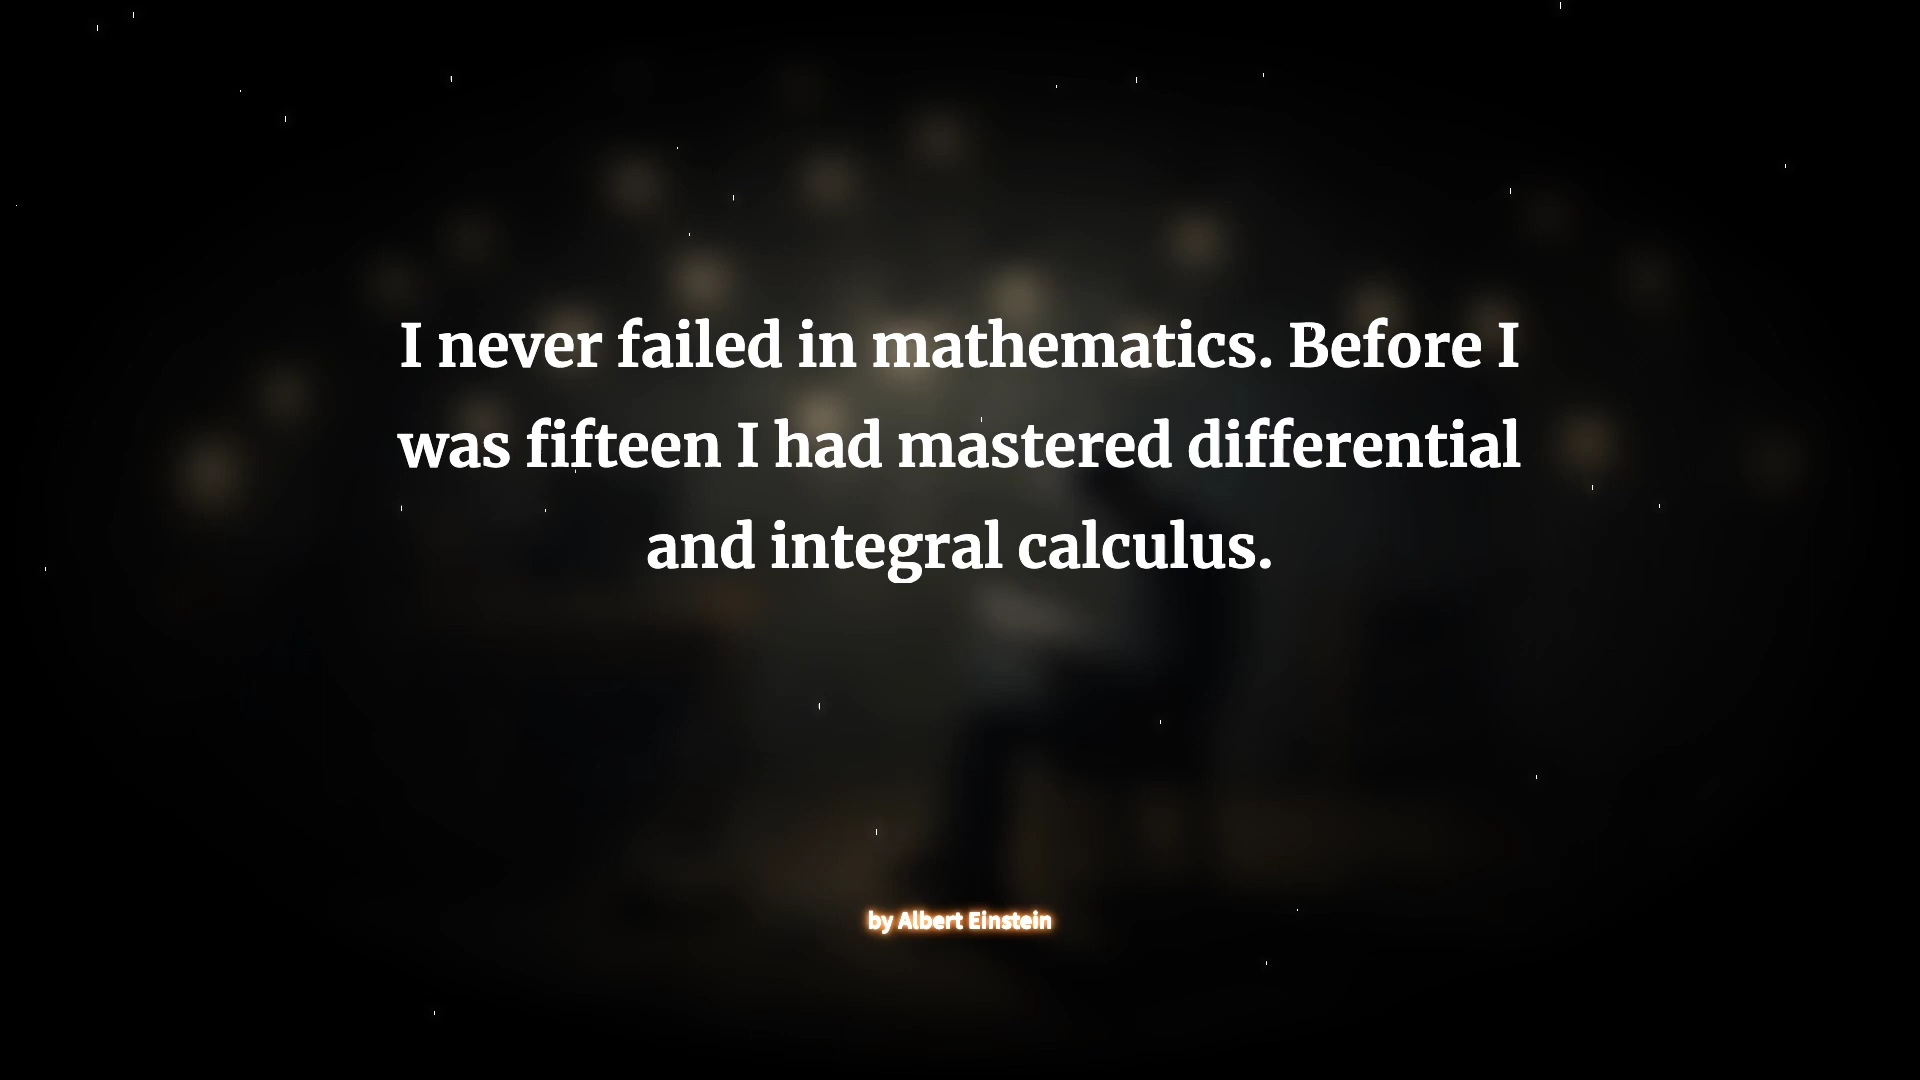 I never failed in mathematics. Before I
was fifteen I had mastered differential
and integral calculus.
by Albert Einstein